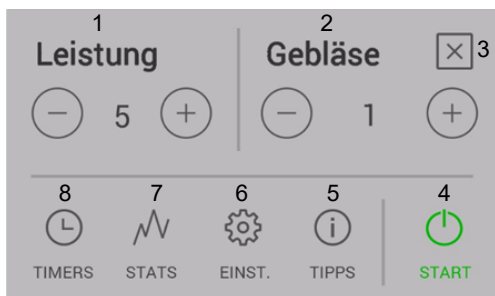 1 2
Leistung Gebläse 3
5 1
8 7 6 5 4
TIMERS STATS EINST. TIPPS START